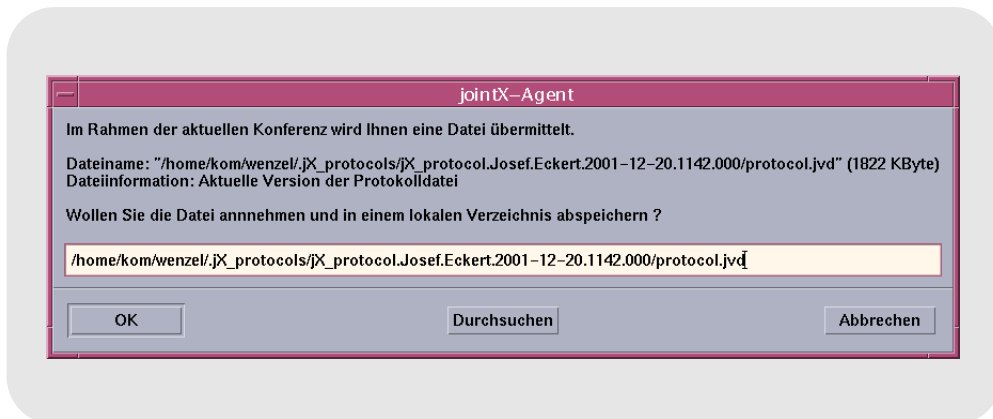 jointX-Agent
Im Rahmen der aktuellen Konferenz wird Ihnen eine Datei übermittelt.
Dateiname: "/home/kom/wenzel/.jX_protocols/jX_protocol.Josef.Eckert.2001-12-20.1142.000/protocol.jvd" (1822 KByte)
Dateiinformation: Aktuelle Version der Protokolldatei
Wollen Sie die Datei annnehmen und in einem lokalen Verzeichnis abspeichern ?
/home/kom/wenzel/.jX_protocols/jX_protocol.Josef.Eckert.2001-12-20.1142.000/protocol.jvd
OK Durchsuchen Abbrechen